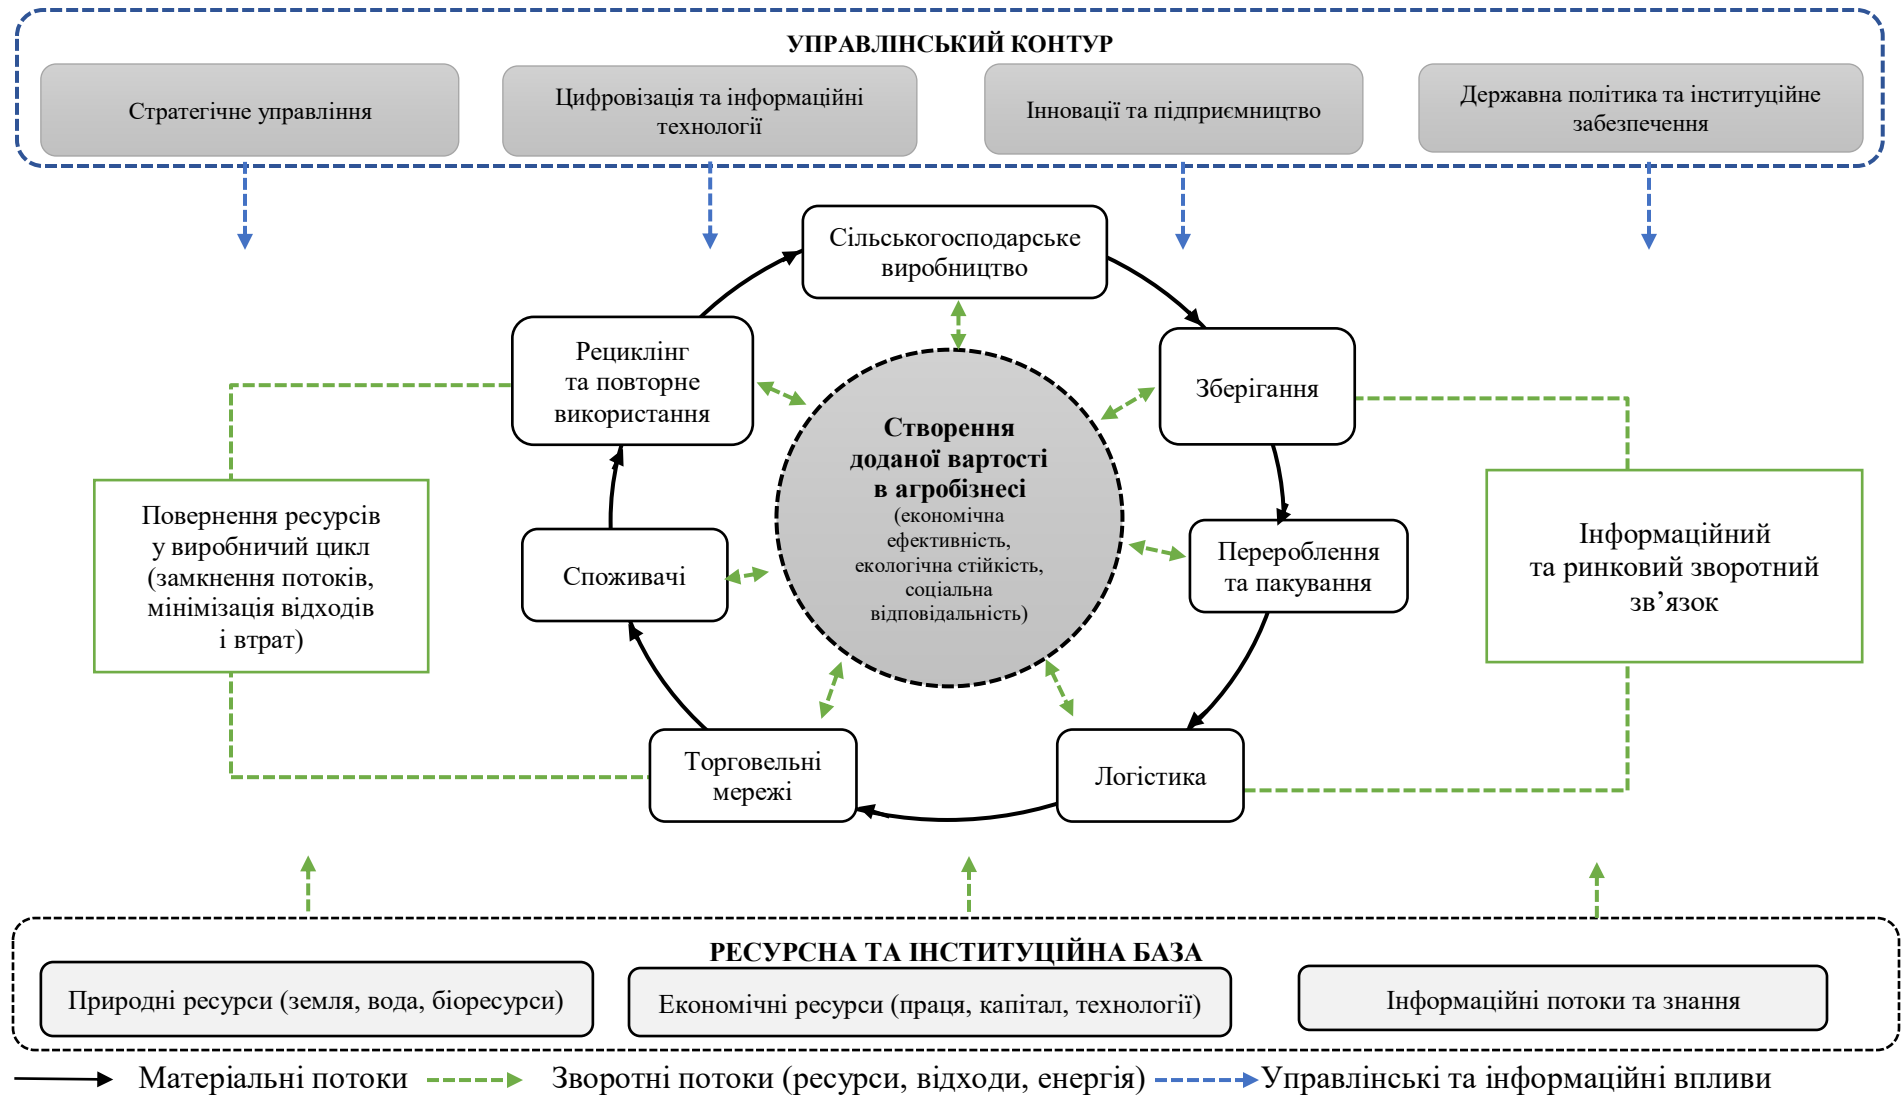 УПРАВЛІНСЬКИЙ КОНТУР
Стратегічне управління
Цифровізація та інформаційні
технології
Інновації та підприємництво
Державна політика та інституційне
забезпечення
Сільськогосподарське
виробництво
Рециклінг
та повторне
використання
Зберігання
Створення
доданої вартості
в агробізнесі
(економічна
ефективність,
екологічна стійкість,
соціальна
відповідальність)
Повернення ресурсів
у виробничий цикл
(замкнення потоків,
мінімізація відходів
і втрат)
Споживачі
Перероблення
та пакування
Інформаційний
та ринковий зворотний
зв’язок
Торговельні
мережі
Логістика
РЕСУРСНА ТА ІНСТИТУЦІЙНА БАЗА
Природні ресурси (земля, вода, біоресурси)
Економічні ресурси (праця, капітал, технології)
Інформаційні потоки та знання
Матеріальні потоки
Зворотні потоки (ресурси, відходи, енергія)
Управлінські та інформаційні впливи